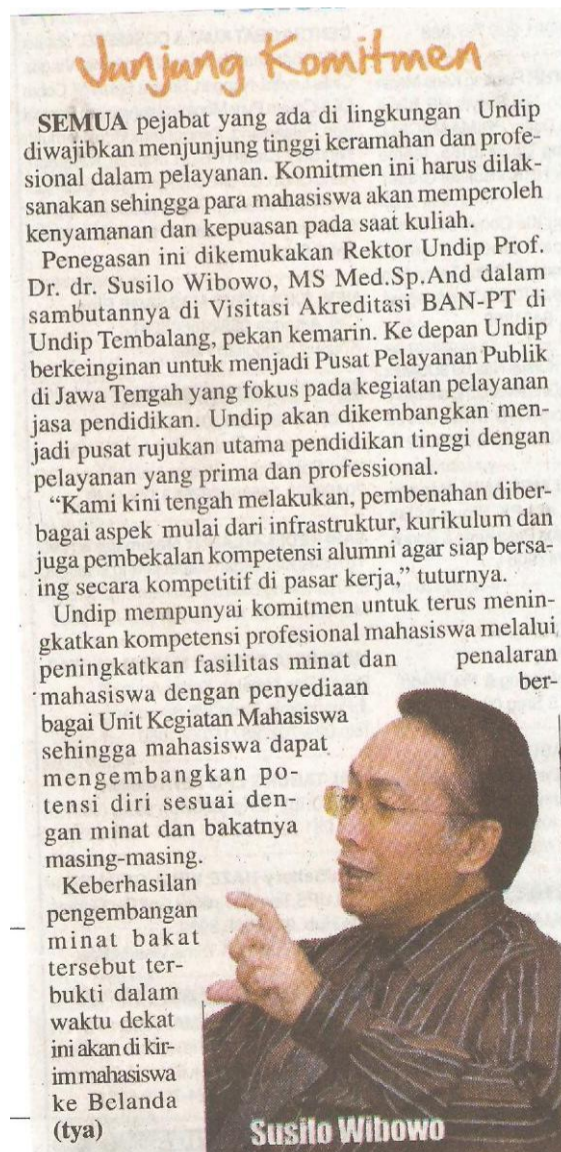 Junjung Komitmen
SEMUA pejabat yang ada di lingkungan Undip
diwajibkan menjunjung tinggi keramahan dan profe-
sional dalam pelayanan. Komitmen ini harus dilak-
sanakan sehingga para mahasiswa akan memperoleh
kenyamanan dan kepuasan pada saat kuliah.
Penegasan ini dikemukakan Rektor Undip Prof.
Dr. dr. Susilo Wibowo, MS Med.Sp.And dalam
sambutannya di Visitasi Akreditasi BAN-PT di
Undip Tembalang, pekan kemarin. Ke depan Undip
berkeinginan untuk menjadi Pusat Pelayanan Publik
di Jawa Tengah yang fokus pada kegiatan pelayanan
jasa pendidikan. Undip akan dikembangkan men-
jadi pusat rujukan utama pendidikan tinggi dengan
pelayanan yang prima dan professional.
“Kami kini tengah melakukan, pembenahan diber-
bagai aspek mulai dari infrastruktur, kurikulum dan
juga pembekalan kompetensi alumni agar siap bersa-
ing secara kompetitif di pasar kerja,” tuturnya.
Undip mempunyai komitmen untuk terus menin-
gkatkan kompetensi profesional mahasiswa melalui
peningkatkan fasilitas minat dan penalaran
mahasiswa dengan penyediaan ber-
bagai Unit Kegiatan Mahasiswa
sehingga mahasiswa dapat
mengembangkan po-
tensi diri sesuai den-
gan minat dan bakatnya
masing-masing.
Keberhasilan
pengembangan
minat bakat
tersebut ter-
bukti dalam
waktu dekat
ini akan di kir-
im mahasiswa
ke Belanda
(tya)
Susilo Wibowo